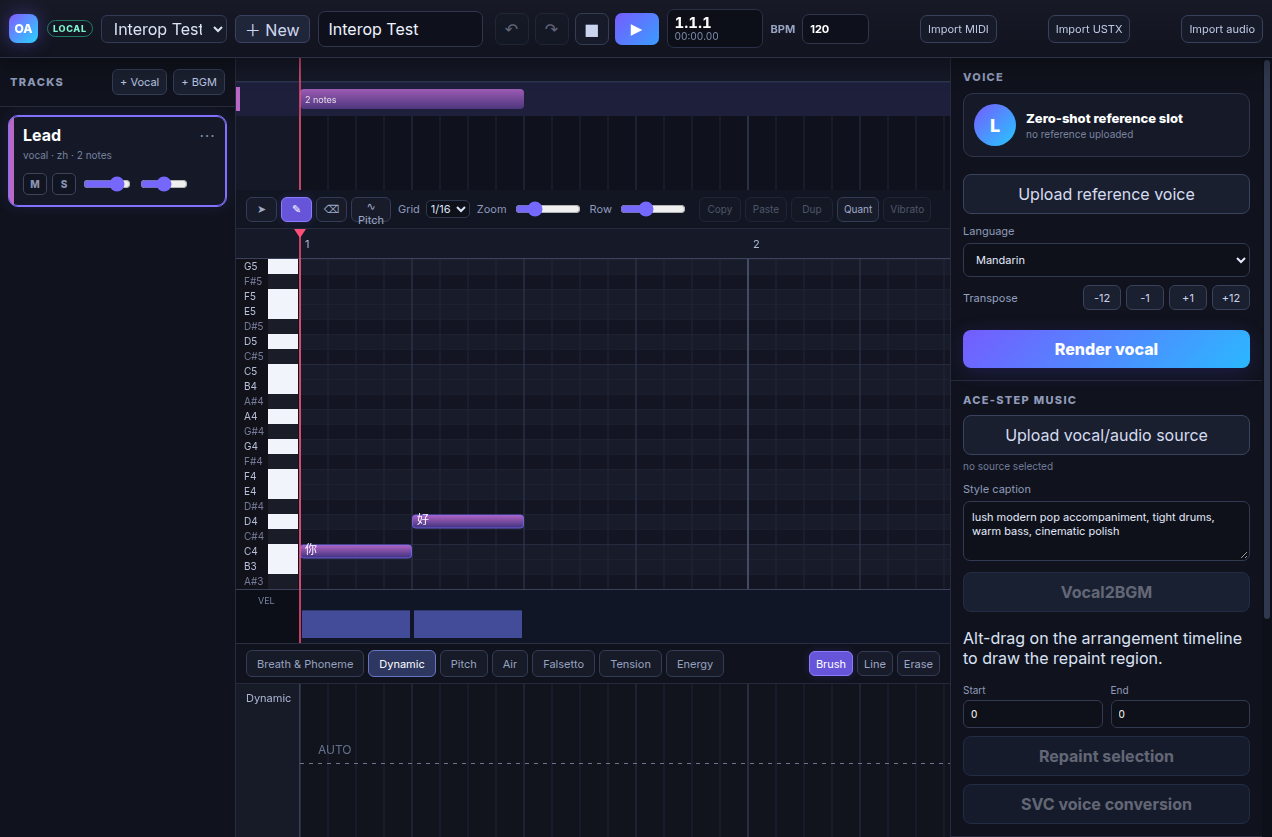 OA
LOCAL
Interop Test
+ New
Interop Test
1.1.1
00:00.00
BPM
120
Import MIDI
Import USTX
Import audio
TRACKS
+ Vocal
+ BGM
Lead
vocal · zh · 2 notes
M
S
2 notes
Pitch
Grid
1/16
Zoom
Row
Copy
Paste
Dup
Quant
Vibrato
1
2
G5
F#5
F5
E5
D#5
D5
C#5
C5
B4
A#4
A4
G#4
G4
F#4
F4
E4
D#4
D4
C#4
C4
B3
A#3
好
你
VEL
Breath & Phoneme
Dynamic
Pitch
Air
Falsetto
Tension
Energy
Brush
Line
Erase
Dynamic
AUTO
VOICE
L
Zero-shot reference slot
no reference uploaded
Upload reference voice
Language
Mandarin
Transpose
-12
-1
+1
+12
Render vocal
ACE-STEP MUSIC
Upload vocal/audio source
no source selected
Style caption
lush modern pop accompaniment, tight drums,
warm bass, cinematic polish
Vocal2BGM
Alt-drag on the arrangement timeline
to draw the repaint region.
Start
End
0
0
Repaint selection
SVC voice conversion